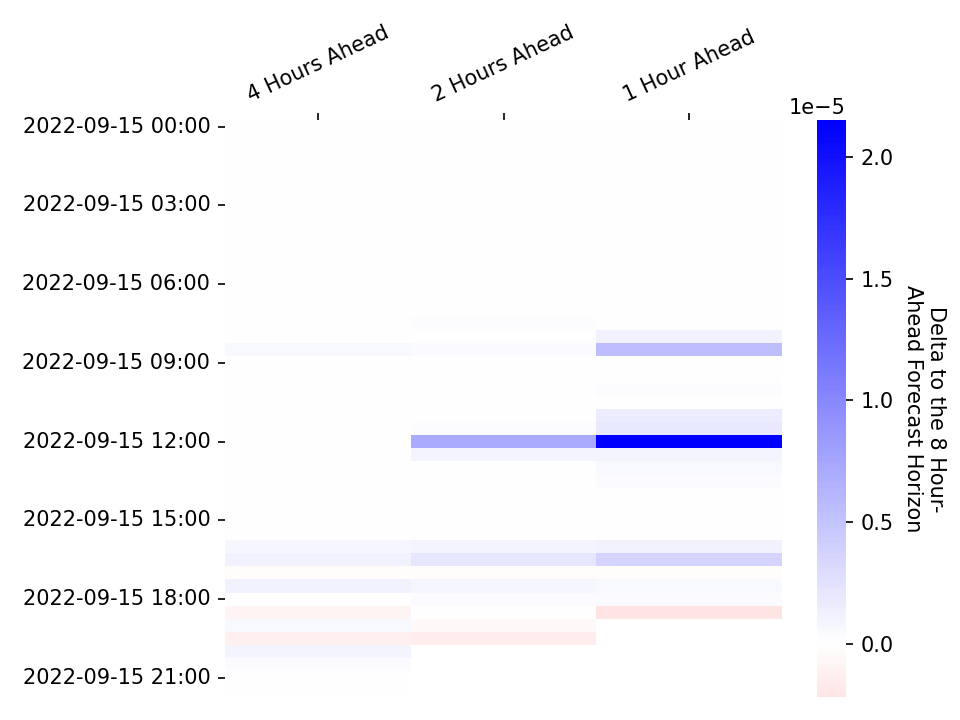 4 Hours Ahead
2 Hours Ahead
1 Hour Ahead
1e−5
2022-09-15 00:00
2022-09-15 03:00
2022-09-15 06:00
2022-09-15 09:00
2022-09-15 12:00
2022-09-15 15:00
2022-09-15 18:00
2022-09-15 21:00
2.0
1.5
1.0
0.5
0.0
Delta to the 8 Hour-
Ahead Forecast Horizon